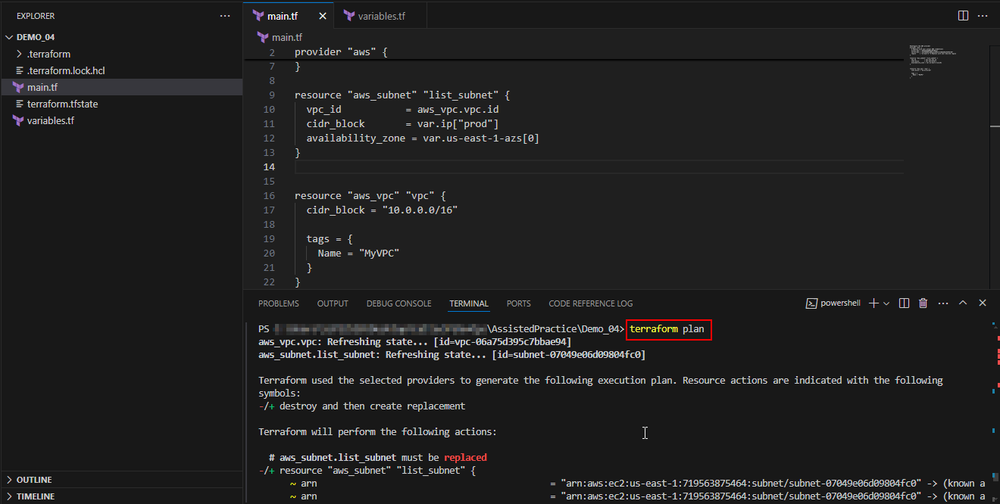 EXPLORER
DEMO_04
.terraform
.terraform.lock.hcl
main.tf
terraform.tfstate
variables.tf
OUTLINE
TIMELINE
main.tf
variables.tf
main.tf
2 provider "aws" {
7 }
8
9 resource "aws_subnet" "list_subnet" {
10 vpc_id = aws_vpc.vpc.id
11 cidr_block = var.ip["prod"]
12 availability_zone = var.us-east-1-azs[0]
13 }
14
15
16 resource "aws_vpc" "vpc" {
17 cidr_block = "10.0.0.0/16"
18
19 tags = {
20 Name = "MyVPC"
21 }
22 }
PROBLEMS OUTPUT DEBUG CONSOLE TERMINAL PORTS CODE REFERENCE LOG
powershell
PS \AssistedPractice\Demo_04> terraform plan
aws_vpc.vpc: Refreshing state... [id=vpc-06a75d395c7bbae94]
aws_subnet.list_subnet: Refreshing state... [id=subnet-07049e06d09804fc0]
Terraform used the selected providers to generate the following execution plan. Resource actions are indicated with the following
symbols:
-/+ destroy and then create replacement
Terraform will perform the following actions:
# aws_subnet.list_subnet must be replaced
-/+ resource "aws_subnet" "list_subnet" {
~ arn = "arn:aws:ec2:us-east-1:719563875464:subnet/subnet-07049e06d09804fc0" -> (known a
~ arn = "arn:aws:ec2:us-east-1:719563875464:subnet/subnet-07049e06d09804fc0" -> (known a